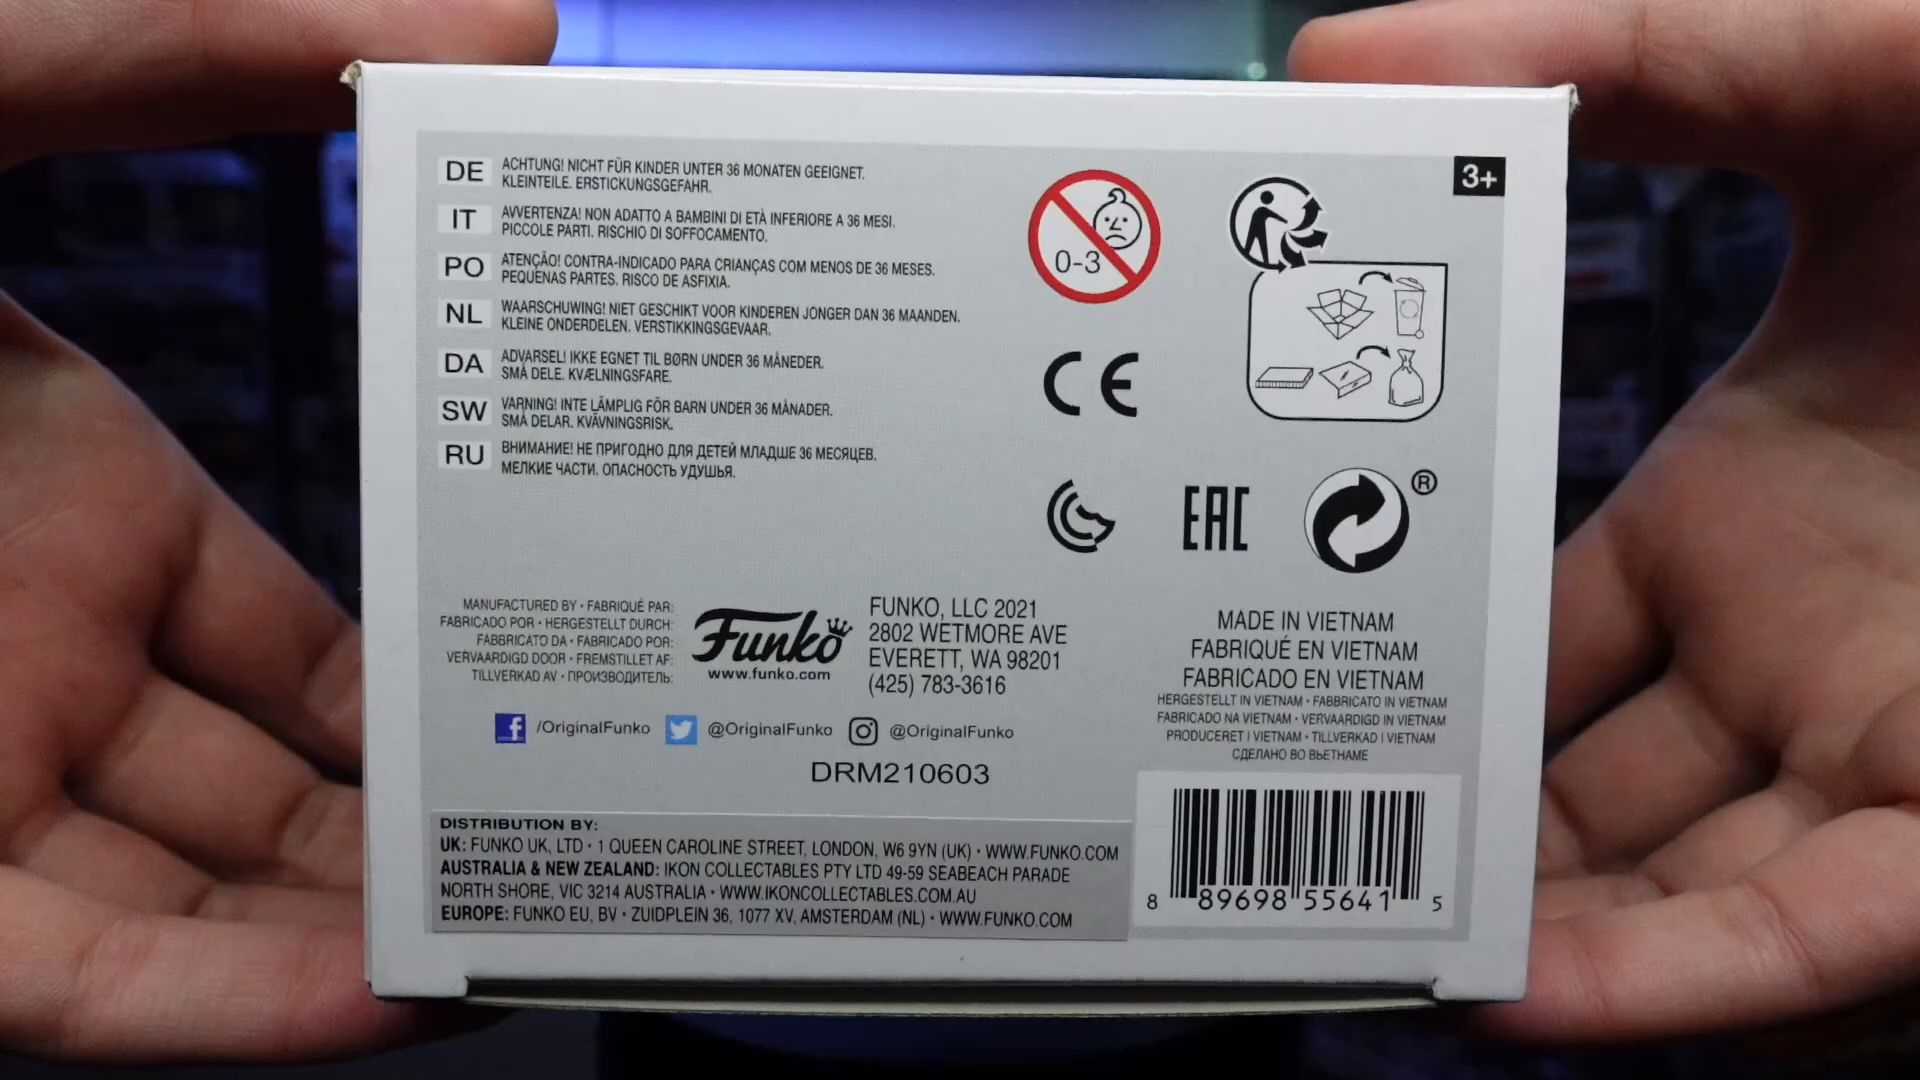 DE ACHTUNG! NICHT FÜR KINDER UNTER 36 MONATEN GEEIGNET.
KLEINTEILE. ERSTICKUNGSGEFAHR.
IT AVVERTENZA! NON ADATTO A BAMBINI DI ETÀ INFERIORE A 36 MESI.
PICCOLE PARTI. RISCHIO DI SOFFOCAMENTO.
PO ATENÇÃO! CONTRA-INDICADO PARA CRIANÇAS COM MENOS DE 36 MESES.
PEQUENAS PARTES. RISCO DE ASFIXIA.
NL WAARSCHUWING! NIET GESCHIKT VOOR KINDEREN JONGER DAN 36 MAANDEN.
KLEINE ONDERDELEN. VERSTIKKINGSGEVAAR.
DA ADVARSEL! IKKE EGNET TIL BØRN UNDER 36 MÅNEDER.
SMÅ DELE. KVÆLNINGSFARE.
SW VARNING! INTE LÄMPLIG FÖR BARN UNDER 36 MÅNADER.
SMÅ DELAR. KVÄVNINGSRISK.
RU ВНИМАНИЕ! НЕ ПРИГОДНО ДЛЯ ДЕТЕЙ МЛАДШЕ 36 МЕСЯЦЕВ.
МЕЛКИЕ ЧАСТИ. ОПАСНОСТЬ УДУШЬЯ.
0-3
3+
CE
EAC
®
MANUFACTURED BY • FABRIQUÉ PAR:
FABRICADO POR • HERGESTELLT DURCH:
FABBRICATO DA • FABRICADO POR:
VERVAARDIGD DOOR • FREMSTILLET AF:
TILLVERKAD AV • ПРОИЗВОДИТЕЛЬ:
Funko
www.funko.com
FUNKO, LLC 2021
2802 WETMORE AVE
EVERETT, WA 98201
(425) 783-3616
MADE IN VIETNAM
FABRIQUÉ EN VIETNAM
FABRICADO EN VIETNAM
HERGESTELLT IN VIETNAM • FABBRICATO IN VIETNAM
FABRICADO NA VIETNAM • VERVAARDIGD IN VIETNAM
PRODUCERET I VIETNAM • TILLVERKAD I VIETNAM
СДЕЛАНО ВО ВЬЕТНАМЕ
/OriginalFunko @OriginalFunko @OriginalFunko
DRM210603
DISTRIBUTION BY:
UK: FUNKO UK, LTD • 1 QUEEN CAROLINE STREET, LONDON, W6 9YN (UK) • WWW.FUNKO.COM
AUSTRALIA & NEW ZEALAND: IKON COLLECTABLES PTY LTD 49-59 SEABEACH PARADE
NORTH SHORE, VIC 3214 AUSTRALIA • WWW.IKONCOLLECTABLES.COM.AU
EUROPE: FUNKO EU, BV • ZUIDPLEIN 36, 1077 XV, AMSTERDAM (NL) • WWW.FUNKO.COM
8 89698 55641 5